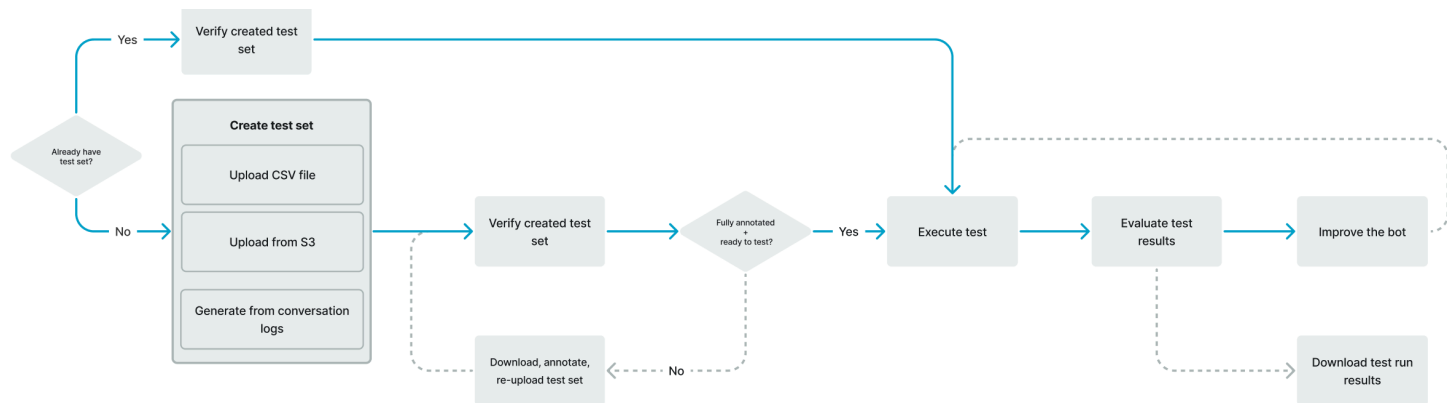 Yes
Verify created test
set
Already have
test set?
No
Create test set
Upload CSV file
Upload from S3
Generate from conversation
logs
Verify created test
set
Fully annotated
+
ready to test?
Yes
No
Download, annotate,
re-upload test set
Execute test
Evaluate test
results
Improve the bot
Download test run
results